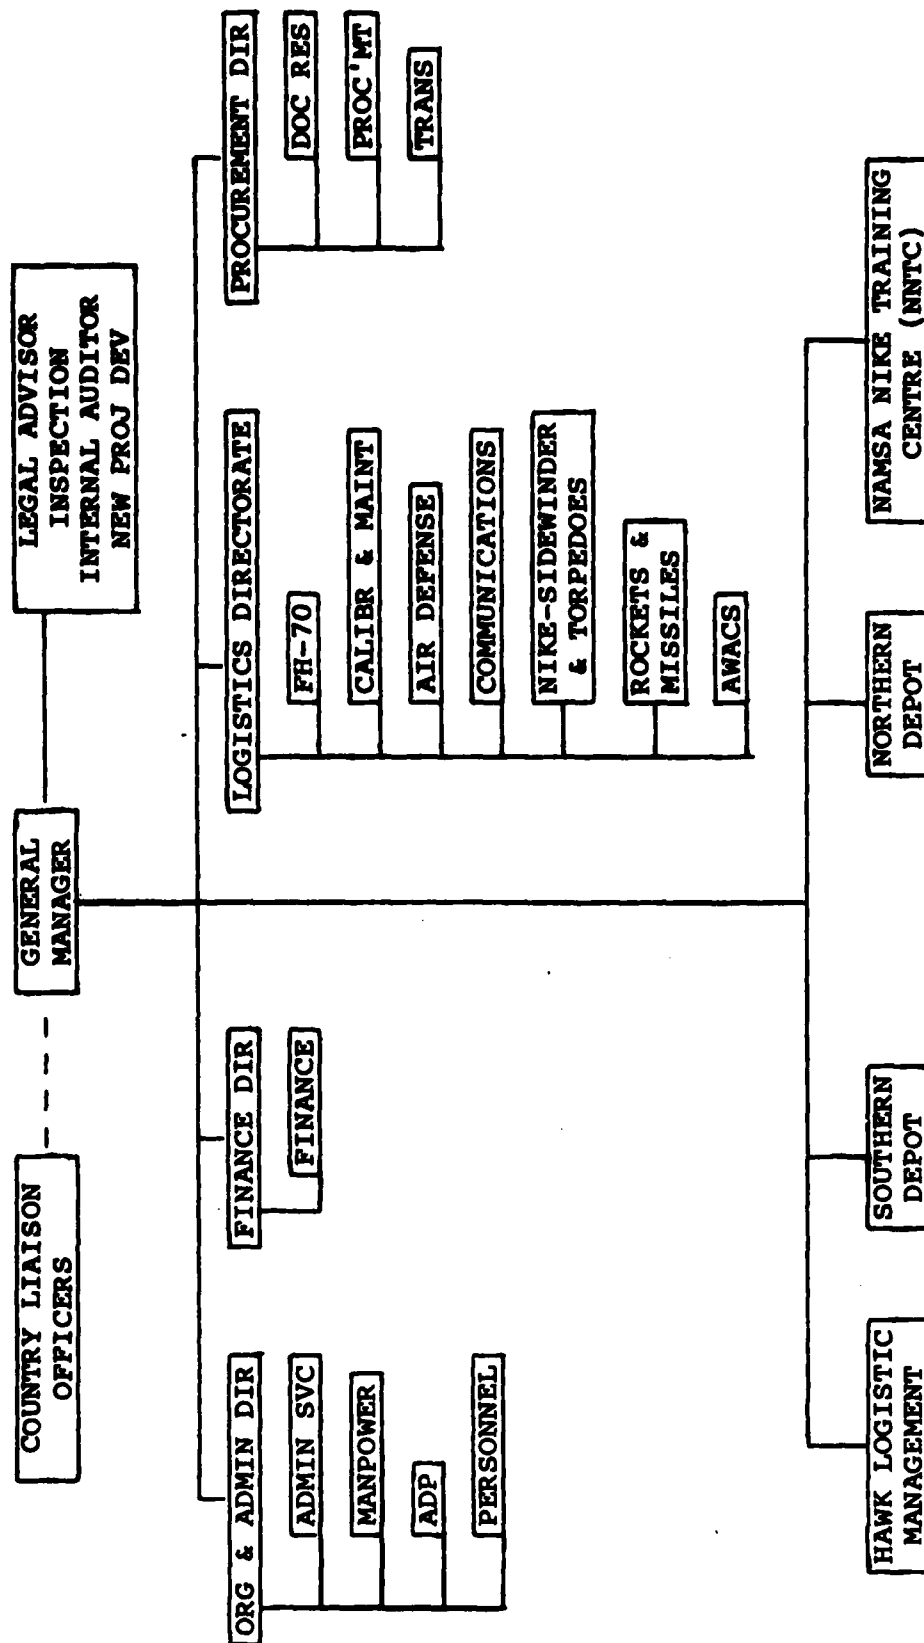 COUNTRY LIAISON
OFFICERS
GENERAL
MANAGER
LEGAL ADVISOR
INSPECTION
INTERNAL AUDITOR
NEW PROJ DEV
ORG & ADMIN DIR
ADMIN SVC
MANPOWER
ADP
PERSONNEL
FINANCE DIR
FINANCE
LOGISTICS DIRECTORATE
FH-70
CALIBR & MAINT
AIR DEFENSE
COMMUNICATIONS
NIKE-SIDEWINDER
& TORPEDOES
ROCKETS &
MISSILES
AWACS
PROCUREMENT DIR
DOC RES
PROC'MT
TRANS
HAWK LOGISTIC
MANAGEMENT
SOUTHERN
DEPOT
NORTHERN
DEPOT
NAMSA NIKE TRAINING
CENTRE (NNTC)